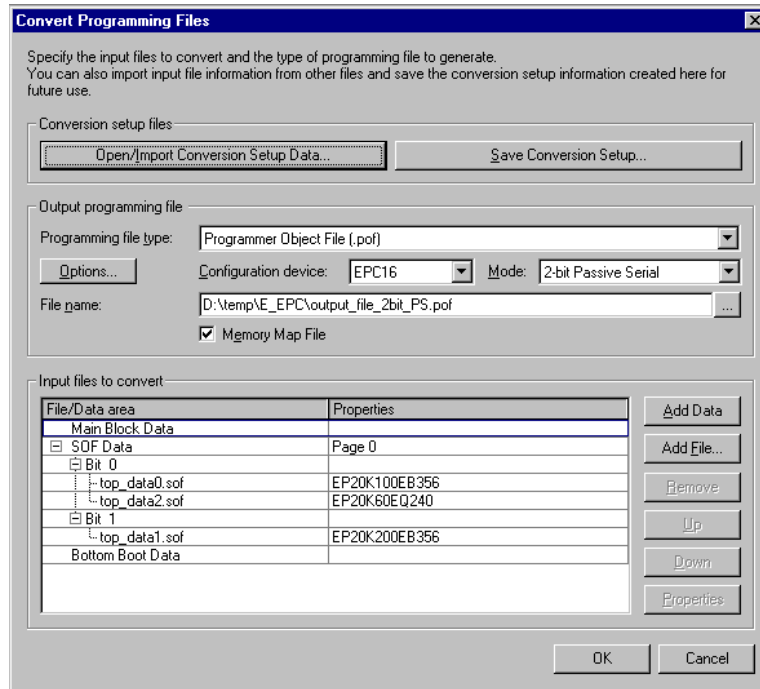 Convert Programming Files
Specify the input files to convert and the type of programming file to generate.
You can also import input file information from other files and save the conversion setup information created here for
future use.
Conversion setup files
Open/Import Conversion Setup Data...
Save Conversion Setup...
Output programming file
Programming file type: Programmer Object File (.pof)
Options... Configuration device: EPC16 Mode: 2-bit Passive Serial
File name: D:\temp\E_EPC\output_file_2bit_PS.pof ...
Memory Map File
Input files to convert
File/Data area Properties
Main Block Data
SOF Data Page 0
Bit 0
top_data0.sof EP20K100EB356
top_data2.sof EP20K60EQ240
Bit 1
top_data1.sof EP20K200EB356
Bottom Boot Data
Add Data
Add File...
Remove
Up
Down
Properties
OK Cancel